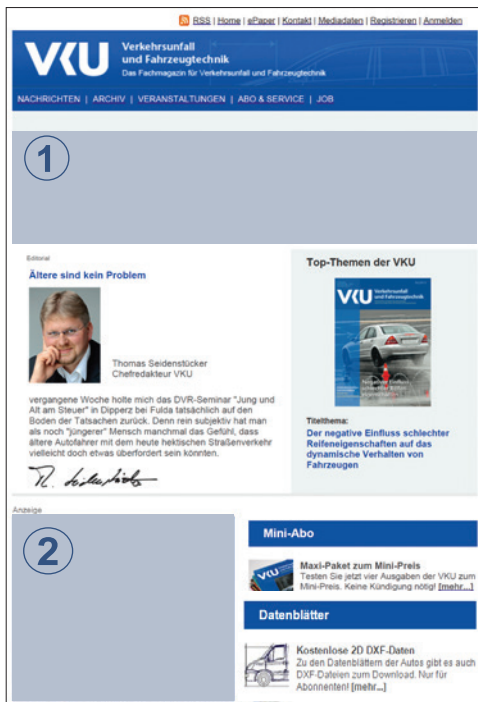 RSS | Home | ePaper | Kontakt | Mediadaten | Registrieren | Anmelden
VKU
Verkehrsunfall
und Fahrzeugtechnik
Das Fachmagazin für Verkehrsunfall und Fahrzeugtechnik
NACHRICHTEN | ARCHIV | VERANSTALTUNGEN | ABO & SERVICE | JOB
1
Editorial
Ältere sind kein Problem
Thomas Seidenstücker
Chefredakteur VKU
vergangene Woche holte mich das DVR-Seminar "Jung und
Alt am Steuer" in Dipperz bei Fulda tatsächlich auf den
Boden der Tatsachen zurück. Denn rein subjektiv hat man
als noch "jüngerer" Mensch manchmal das Gefühl, dass
ältere Autofahrer mit dem heute hektischen Straßenverkehr
vielleicht doch etwas überfordert sein könnten.
Top-Themen der VKU
VKU
Verkehrsunfall
und Fahrzeugtechnik
Negativer Einfluss
schlechter
Titelthema:
Der negative Einfluss schlechter
Reifeneigenschaften auf das
dynamische Verhalten von
Fahrzeugen
Anzeige
2
Mini-Abo
VKU
Maxi-Paket zum Mini-Preis
Testen Sie jetzt vier Ausgaben der VKU zum
Mini-Preis. Keine Kündigung nötig! [mehr...]
Datenblätter
Kostenlose 2D DXF-Daten
Zu den Datenblättern der Autos gibt es auch
DXF-Dateien zum Download. Nur für
Abonnenten! [mehr...]